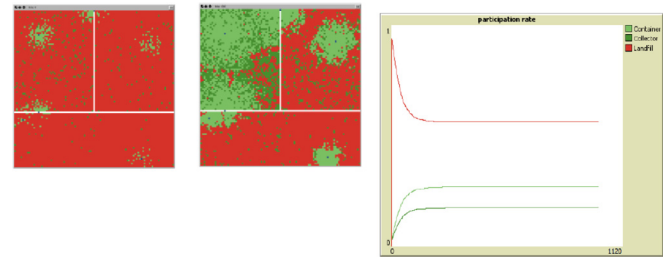 participation rate
Container
Collector
Landfill
1
0
0
1120